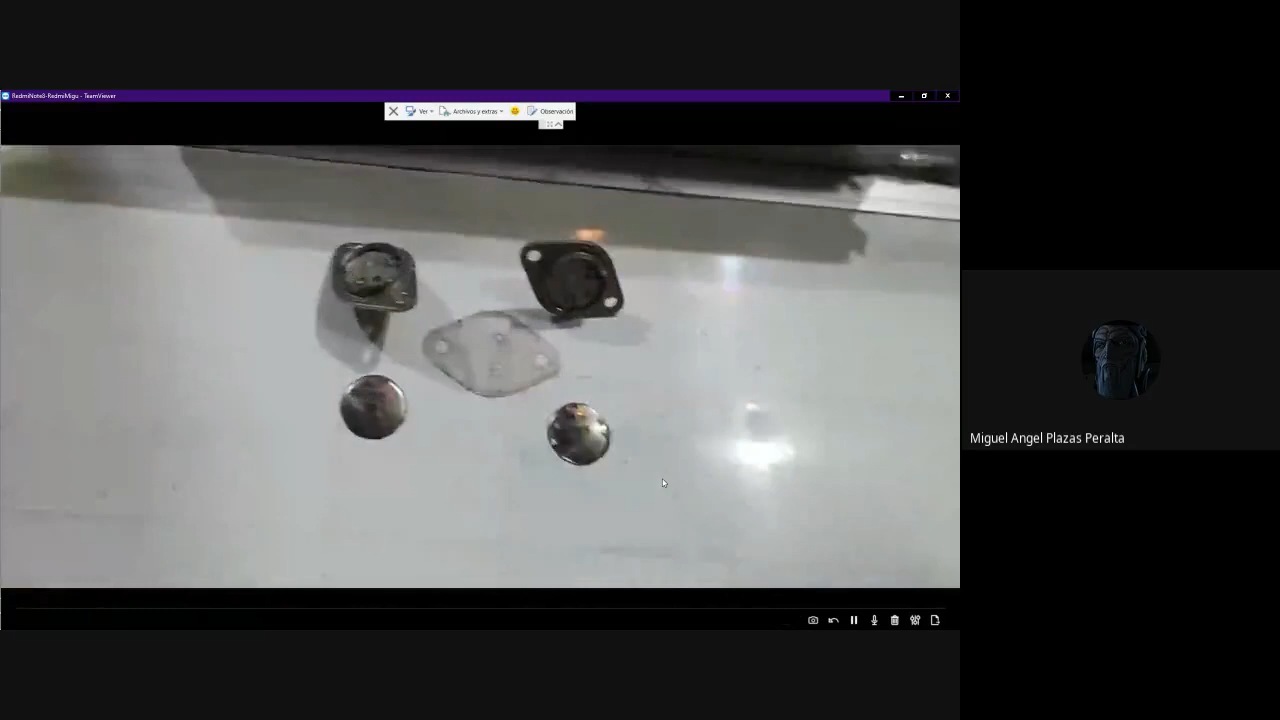 RedmiNote8-RedmiMigu - TeamViewer
Ver
Archivos y extras
Observación
Miguel Angel Plazas Peralta